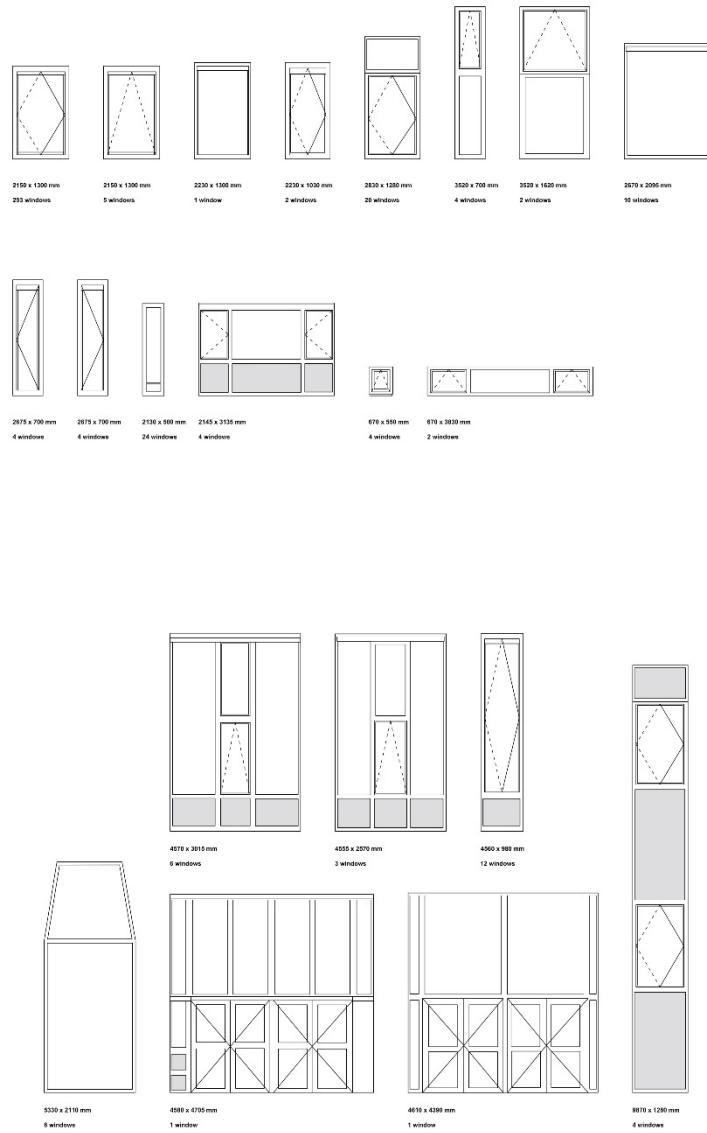 2150 x 1300 mm
293 windows
2150 x 1300 mm
5 windows
2230 x 1300 mm
1 window
2230 x 1030 mm
2 windows
2830 x 1280 mm
20 windows
3520 x 700 mm
4 windows
3520 x 1620 mm
2 windows
2670 x 2095 mm
10 windows
2675 x 700 mm
4 windows
2675 x 700 mm
4 windows
2130 x 500 mm
24 windows
2145 x 3135 mm
4 windows
670 x 550 mm
4 windows
670 x 3830 mm
2 windows
4570 x 3015 mm
6 windows
4555 x 2570 mm
3 windows
4560 x 980 mm
12 windows
5330 x 2110 mm
6 windows
4580 x 4705 mm
1 window
4610 x 4390 mm
1 window
9870 x 1280 mm
4 windows